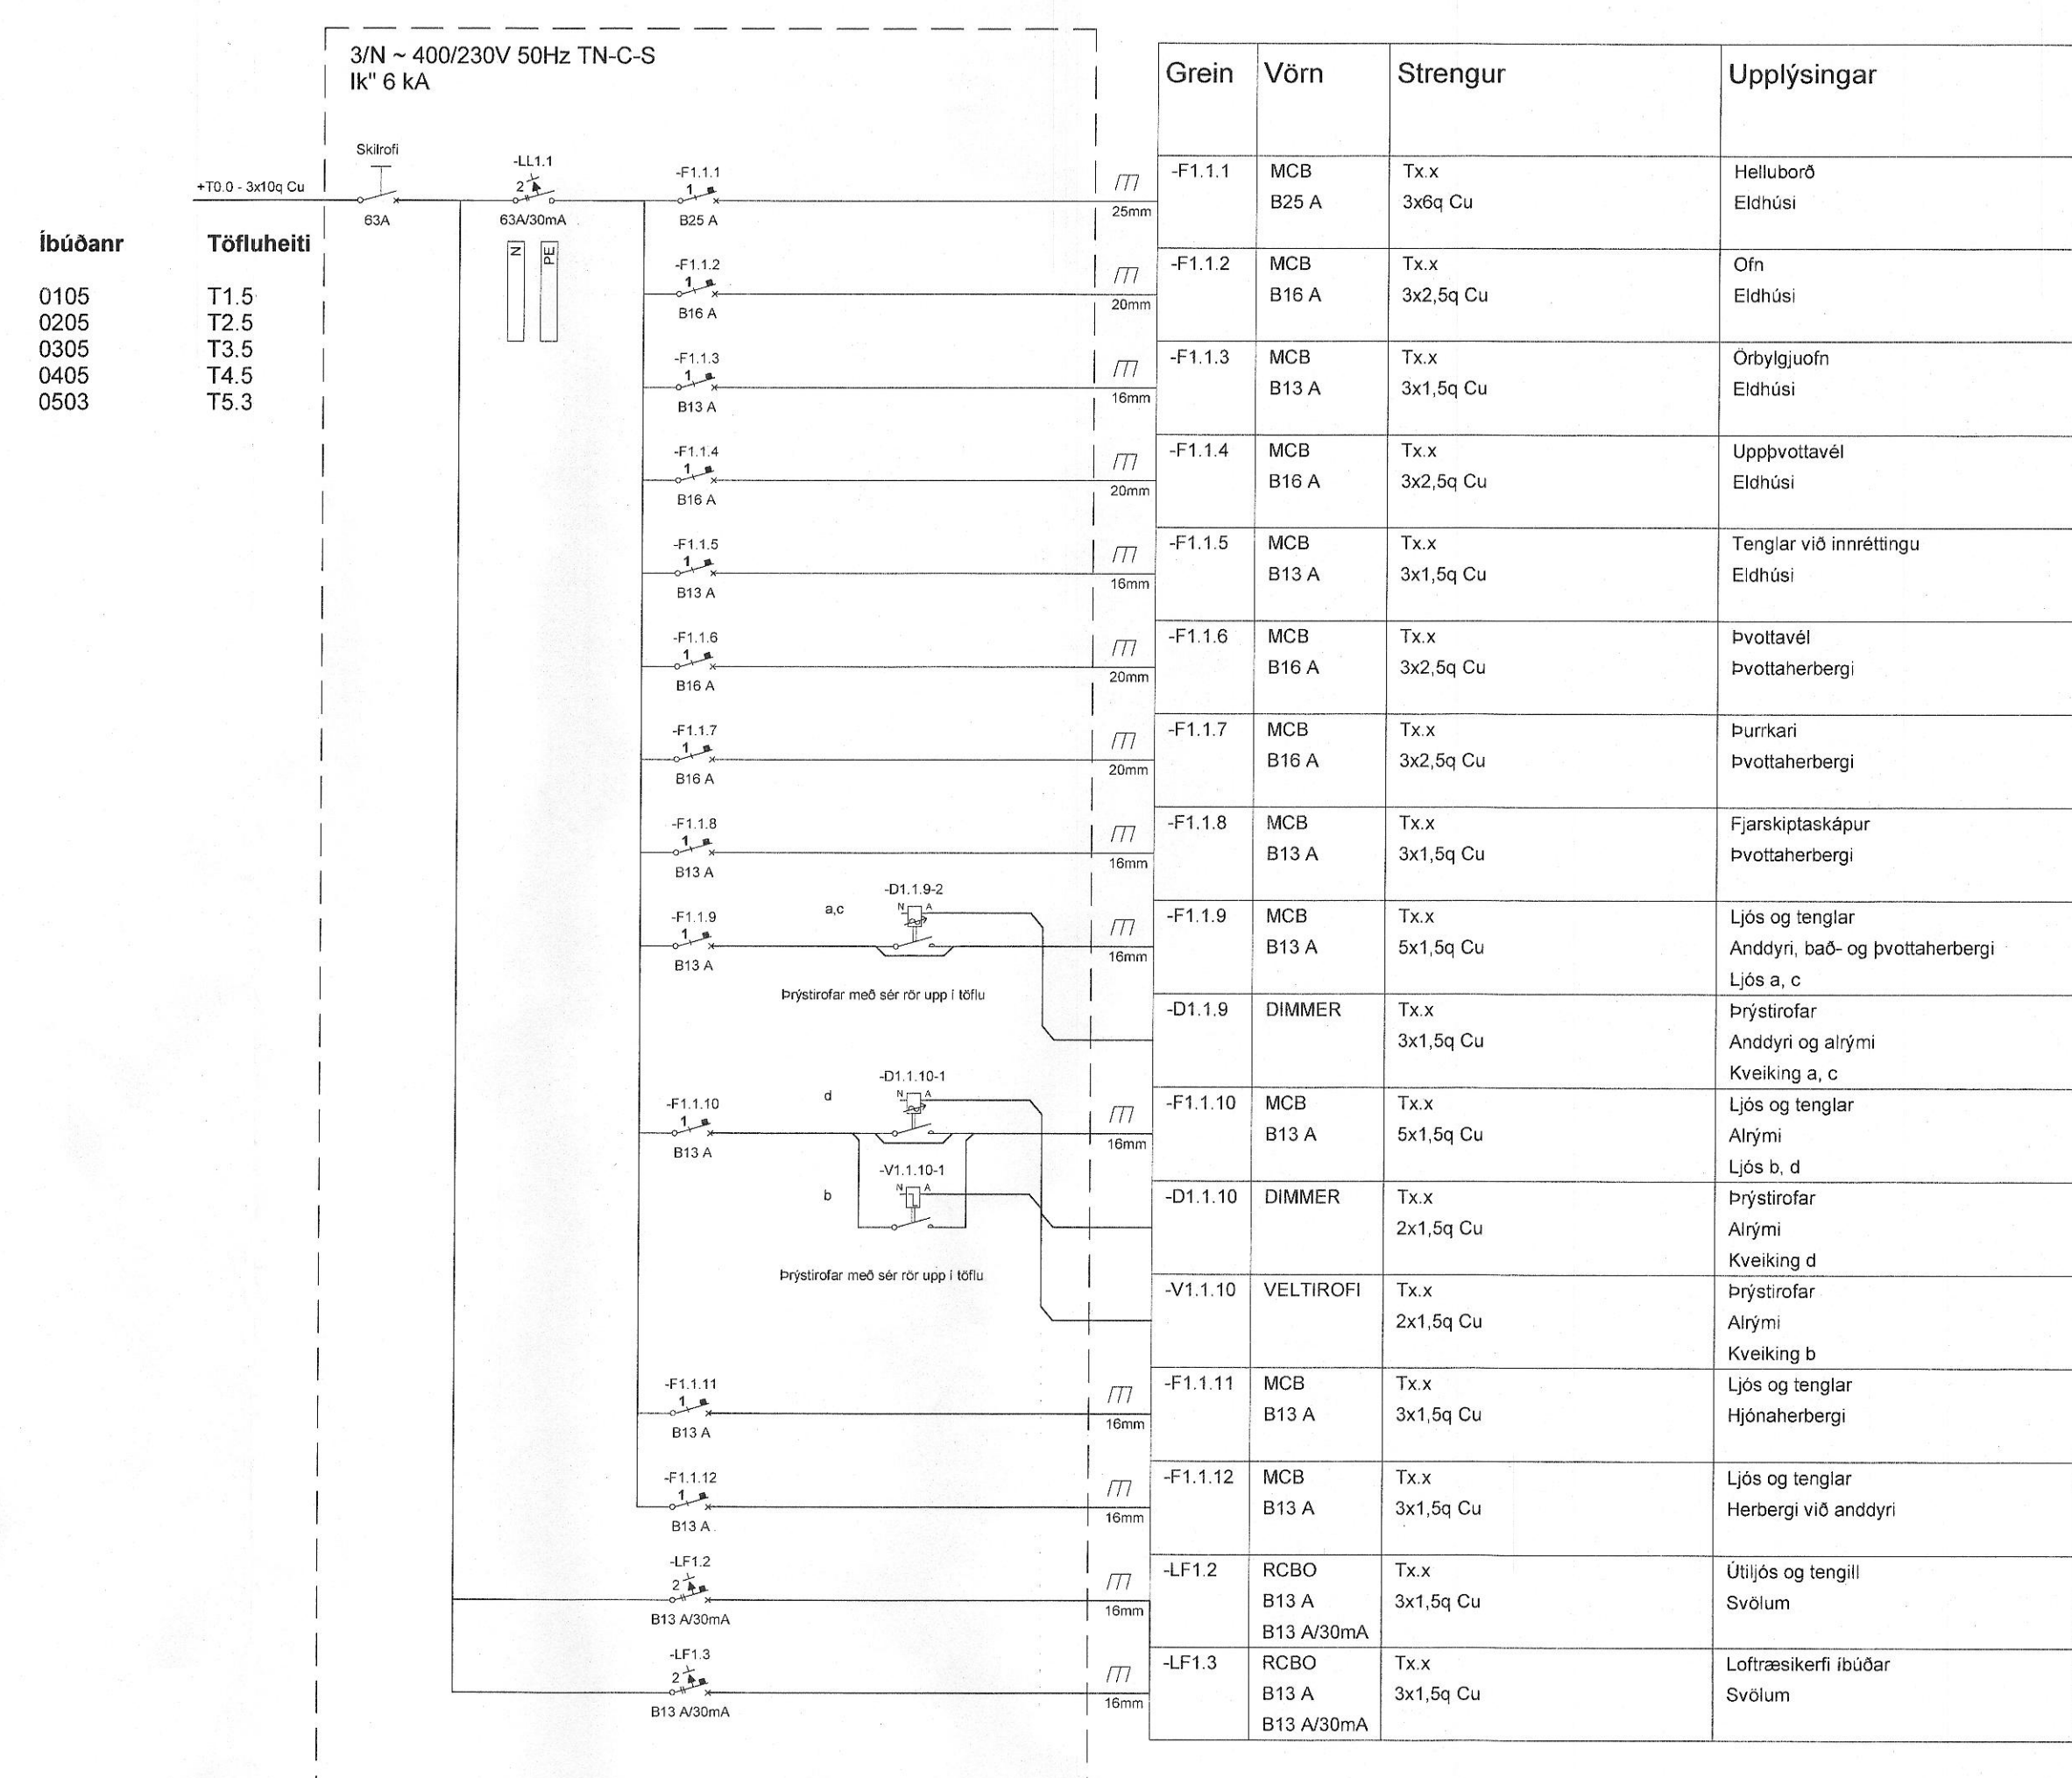 3/N ~ 400/230V 50Hz TN-C-S
Ik" 6 kA
Skilrofi
+T0.0 - 3x10q Cu
63A
-LL1.1
2
63A/30mA
N
PE
Íbúðanr Töfluheiti
0105 T1.5
0205 T2.5
0305 T3.5
0405 T4.5
0503 T5.3
-F1.1.1
1
B25 A
25mm
-F1.1.2
1
B16 A
20mm
-F1.1.3
1
B13 A
16mm
-F1.1.4
1
B16 A
20mm
-F1.1.5
1
B13 A
16mm
-F1.1.6
1
B16 A
20mm
-F1.1.7
1
B16 A
20mm
-F1.1.8
1
B13 A
16mm
-F1.1.9
1
B13 A
a,c
-D1.1.9-2
N A
16mm
Þrýstirofar með sér rör upp í töflu
-F1.1.10
1
B13 A
d
-D1.1.10-1
N A
16mm
b
-V1.1.10-1
N A
Þrýstirofar með sér rör upp í töflu
-F1.1.11
1
B13 A
16mm
-F1.1.12
1
B13 A
16mm
-LF1.2
2
B13 A/30mA
16mm
-LF1.3
2
B13 A/30mA
16mm
Grein Vörn Strengur Upplýsingar
-F1.1.1 MCB Tx.x Helluborð
B25 A 3x6q Cu Eldhúsi
-F1.1.2 MCB Tx.x Ofn
B16 A 3x2,5q Cu Eldhúsi
-F1.1.3 MCB Tx.x Örbylgjuofn
B13 A 3x1,5q Cu Eldhúsi
-F1.1.4 MCB Tx.x Uppþvottavél
B16 A 3x2,5q Cu Eldhúsi
-F1.1.5 MCB Tx.x Tenglar við innréttingu
B13 A 3x1,5q Cu Eldhúsi
-F1.1.6 MCB Tx.x Þvottavél
B16 A 3x2,5q Cu Þvottaherbergi
-F1.1.7 MCB Tx.x Þurrkari
B16 A 3x2,5q Cu Þvottaherbergi
-F1.1.8 MCB Tx.x Fjarskiptaskápur
B13 A 3x1,5q Cu Þvottaherbergi
-F1.1.9 MCB Tx.x Ljós og tenglar
B13 A 5x1,5q Cu Anddyri, bað- og þvottaherbergi
Ljós a, c
-D1.1.9 DIMMER Tx.x Þrýstirofar
3x1,5q Cu Anddyri og alrými
Kveiking a, c
-F1.1.10 MCB Tx.x Ljós og tenglar
B13 A 5x1,5q Cu Alrými
Ljós b, d
-D1.1.10 DIMMER Tx.x Þrýstirofar
2x1,5q Cu Alrými
Kveiking d
-V1.1.10 VELTIROFI Tx.x Þrýstirofar
2x1,5q Cu Alrými
Kveiking b
-F1.1.11 MCB Tx.x Ljós og tenglar
B13 A 3x1,5q Cu Hjónaherbergi
-F1.1.12 MCB Tx.x Ljós og tenglar
B13 A 3x1,5q Cu Herbergi við anddyri
-LF1.2 RCBO Tx.x Útiljós og tengill
B13 A 3x1,5q Cu Svölum
B13 A/30mA
-LF1.3 RCBO Tx.x Loftræsikerfi íbúðar
B13 A 3x1,5q Cu Svölum
B13 A/30mA